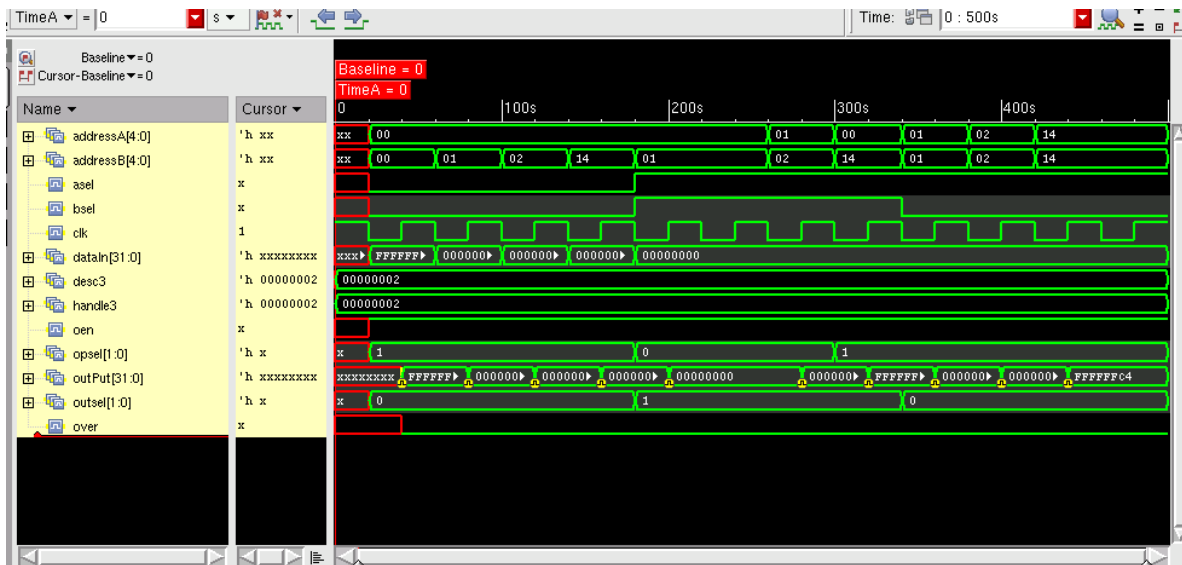 TimeA = 0 s Time: 0 : 500s
Baseline = 0
Cursor-Baseline = 0
Baseline = 0
TimeA = 0
Name Cursor 0 100s 200s 300s 400s
addressA[4:0] 'h xx xx 00 01 00 01 02 14
addressB[4:0] 'h xx xx 00 01 02 14 01 02 14 01 02 14
asel x
bsel x
clk 1
dataIn[31:0] 'h xxxxxxxx xxx FFFFFF 000000 000000 000000 00000000
desc3 'h 00000002 00000002
handle3 'h 00000002 00000002
oen x
opsel[1:0] 'h x x 1 0 1
outPut[31:0] 'h xxxxxxxx xxxxxxxx FFFFFF 000000 000000 000000 00000000 000000 FFFFFF 000000 000000 FFFFFFc4
outsel[1:0] 'h x x 0 1 0
over x